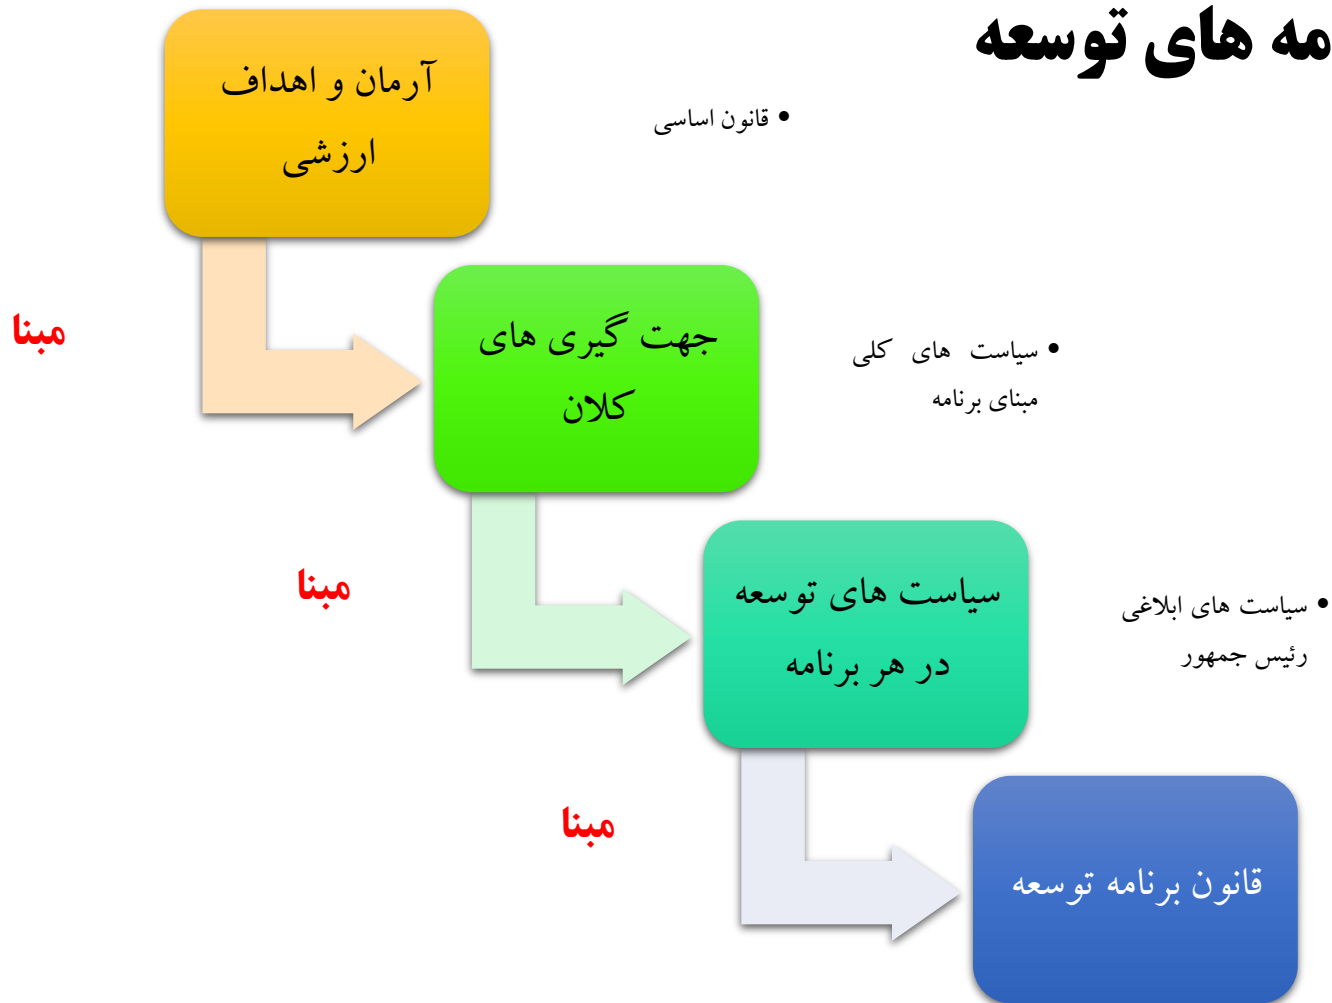 مه های توسعه
آرمان و اهداف
ارزشی
• قانون اساسی
مبنا
جهت گیری های
کلان
• سیاست های کلی
مبنای برنامه
مبنا
سیاست های توسعه
در هر برنامه
• سیاست های ابلاغی
رئیس جمهور
مبنا
قانون برنامه توسعه